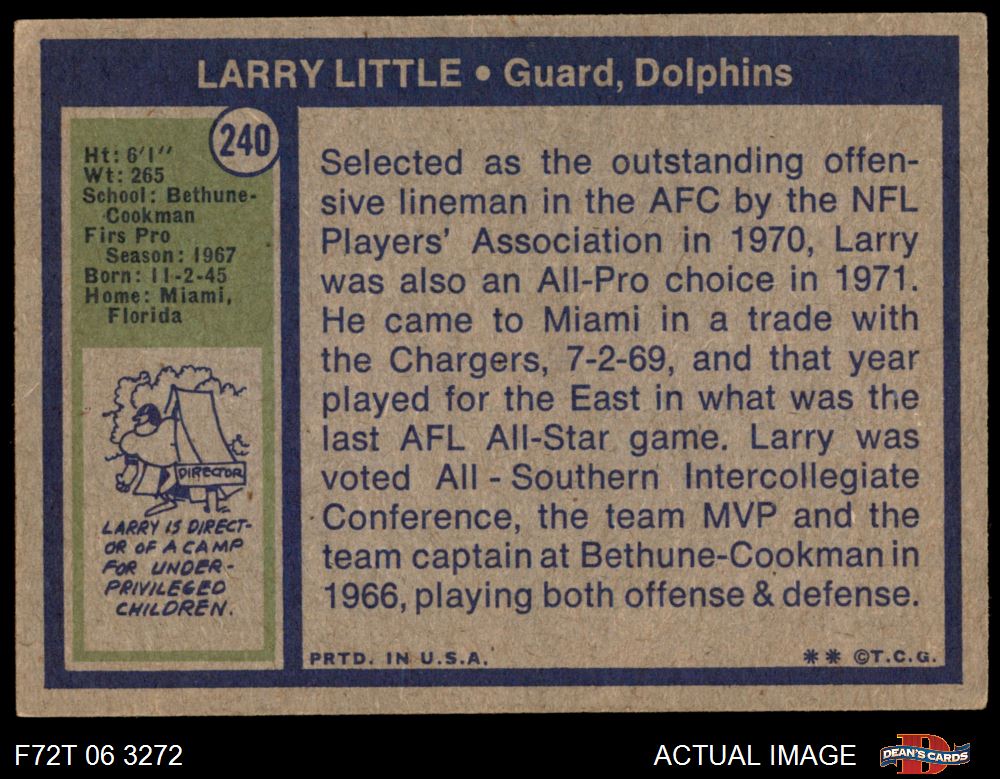 LARRY LITTLE • Guard, Dolphins
240
Ht: 6'1"
Wt: 265
School: Bethune-
Cookman
Firs Pro
Season: 1967
Born: 11-2-45
Home: Miami,
Florida
DIRECTOR
LARRY IS DIRECT-
OR OF A CAMP
FOR UNDER-
PRIVILEGED
CHILDREN.
Selected as the outstanding offen-
sive lineman in the AFC by the NFL
Players' Association in 1970, Larry
was also an All-Pro choice in 1971.
He came to Miami in a trade with
the Chargers, 7-2-69, and that year
played for the East in what was the
last AFL All-Star game. Larry was
voted All - Southern Intercollegiate
Conference, the team MVP and the
team captain at Bethune-Cookman in
1966, playing both offense & defense.
PRTD. IN U.S.A.
** ©T.C.G.
F72T 06 3272
ACTUAL IMAGE
D
DEAN'S CARDS